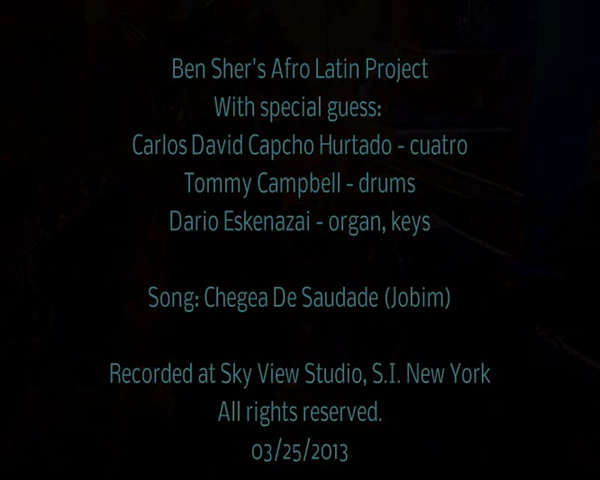 Ben Sher's Afro Latin Project
With special guess:
Carlos David Capcho Hurtado - cuatro
Tommy Campbell - drums
Dario Eskenazai - organ, keys
Song: Chegea De Saudade (Jobim)
Recorded at Sky View Studio, S.I. New York
All rights reserved.
03/25/2013